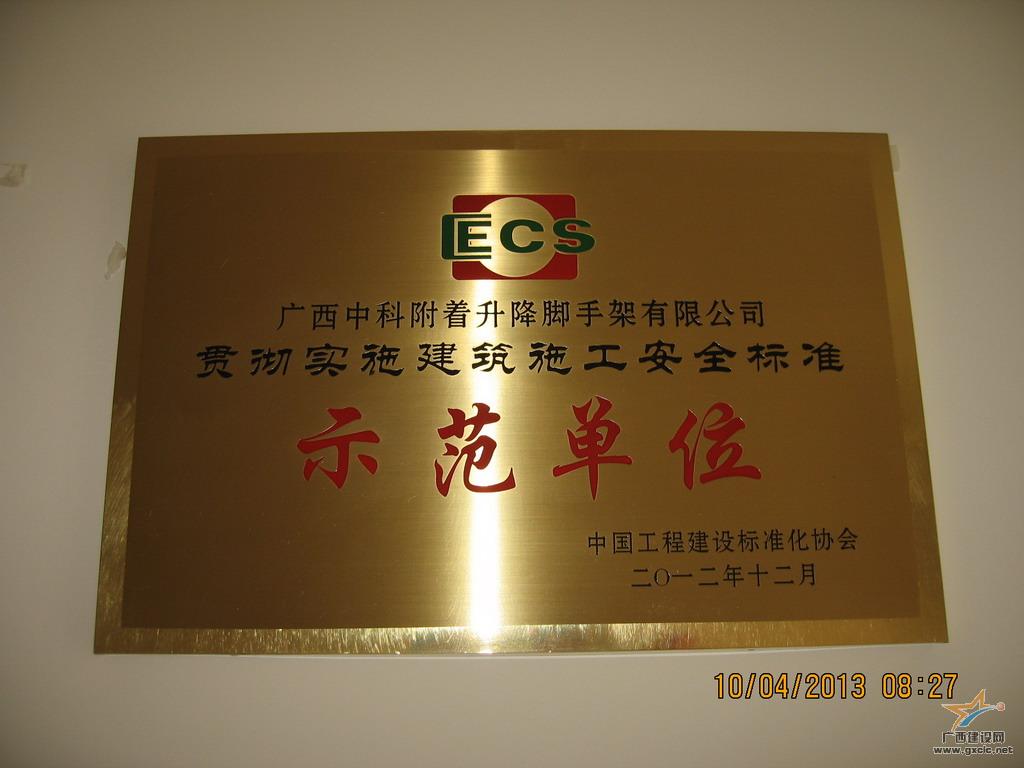 CECS
广西中科附着升降脚手架有限公司
贯彻实施建筑施工安全标准
示范单位
中国工程建设标准化协会
二〇一二年十二月
10/04/2013 08:27
广西建设网
www.gxcic.net